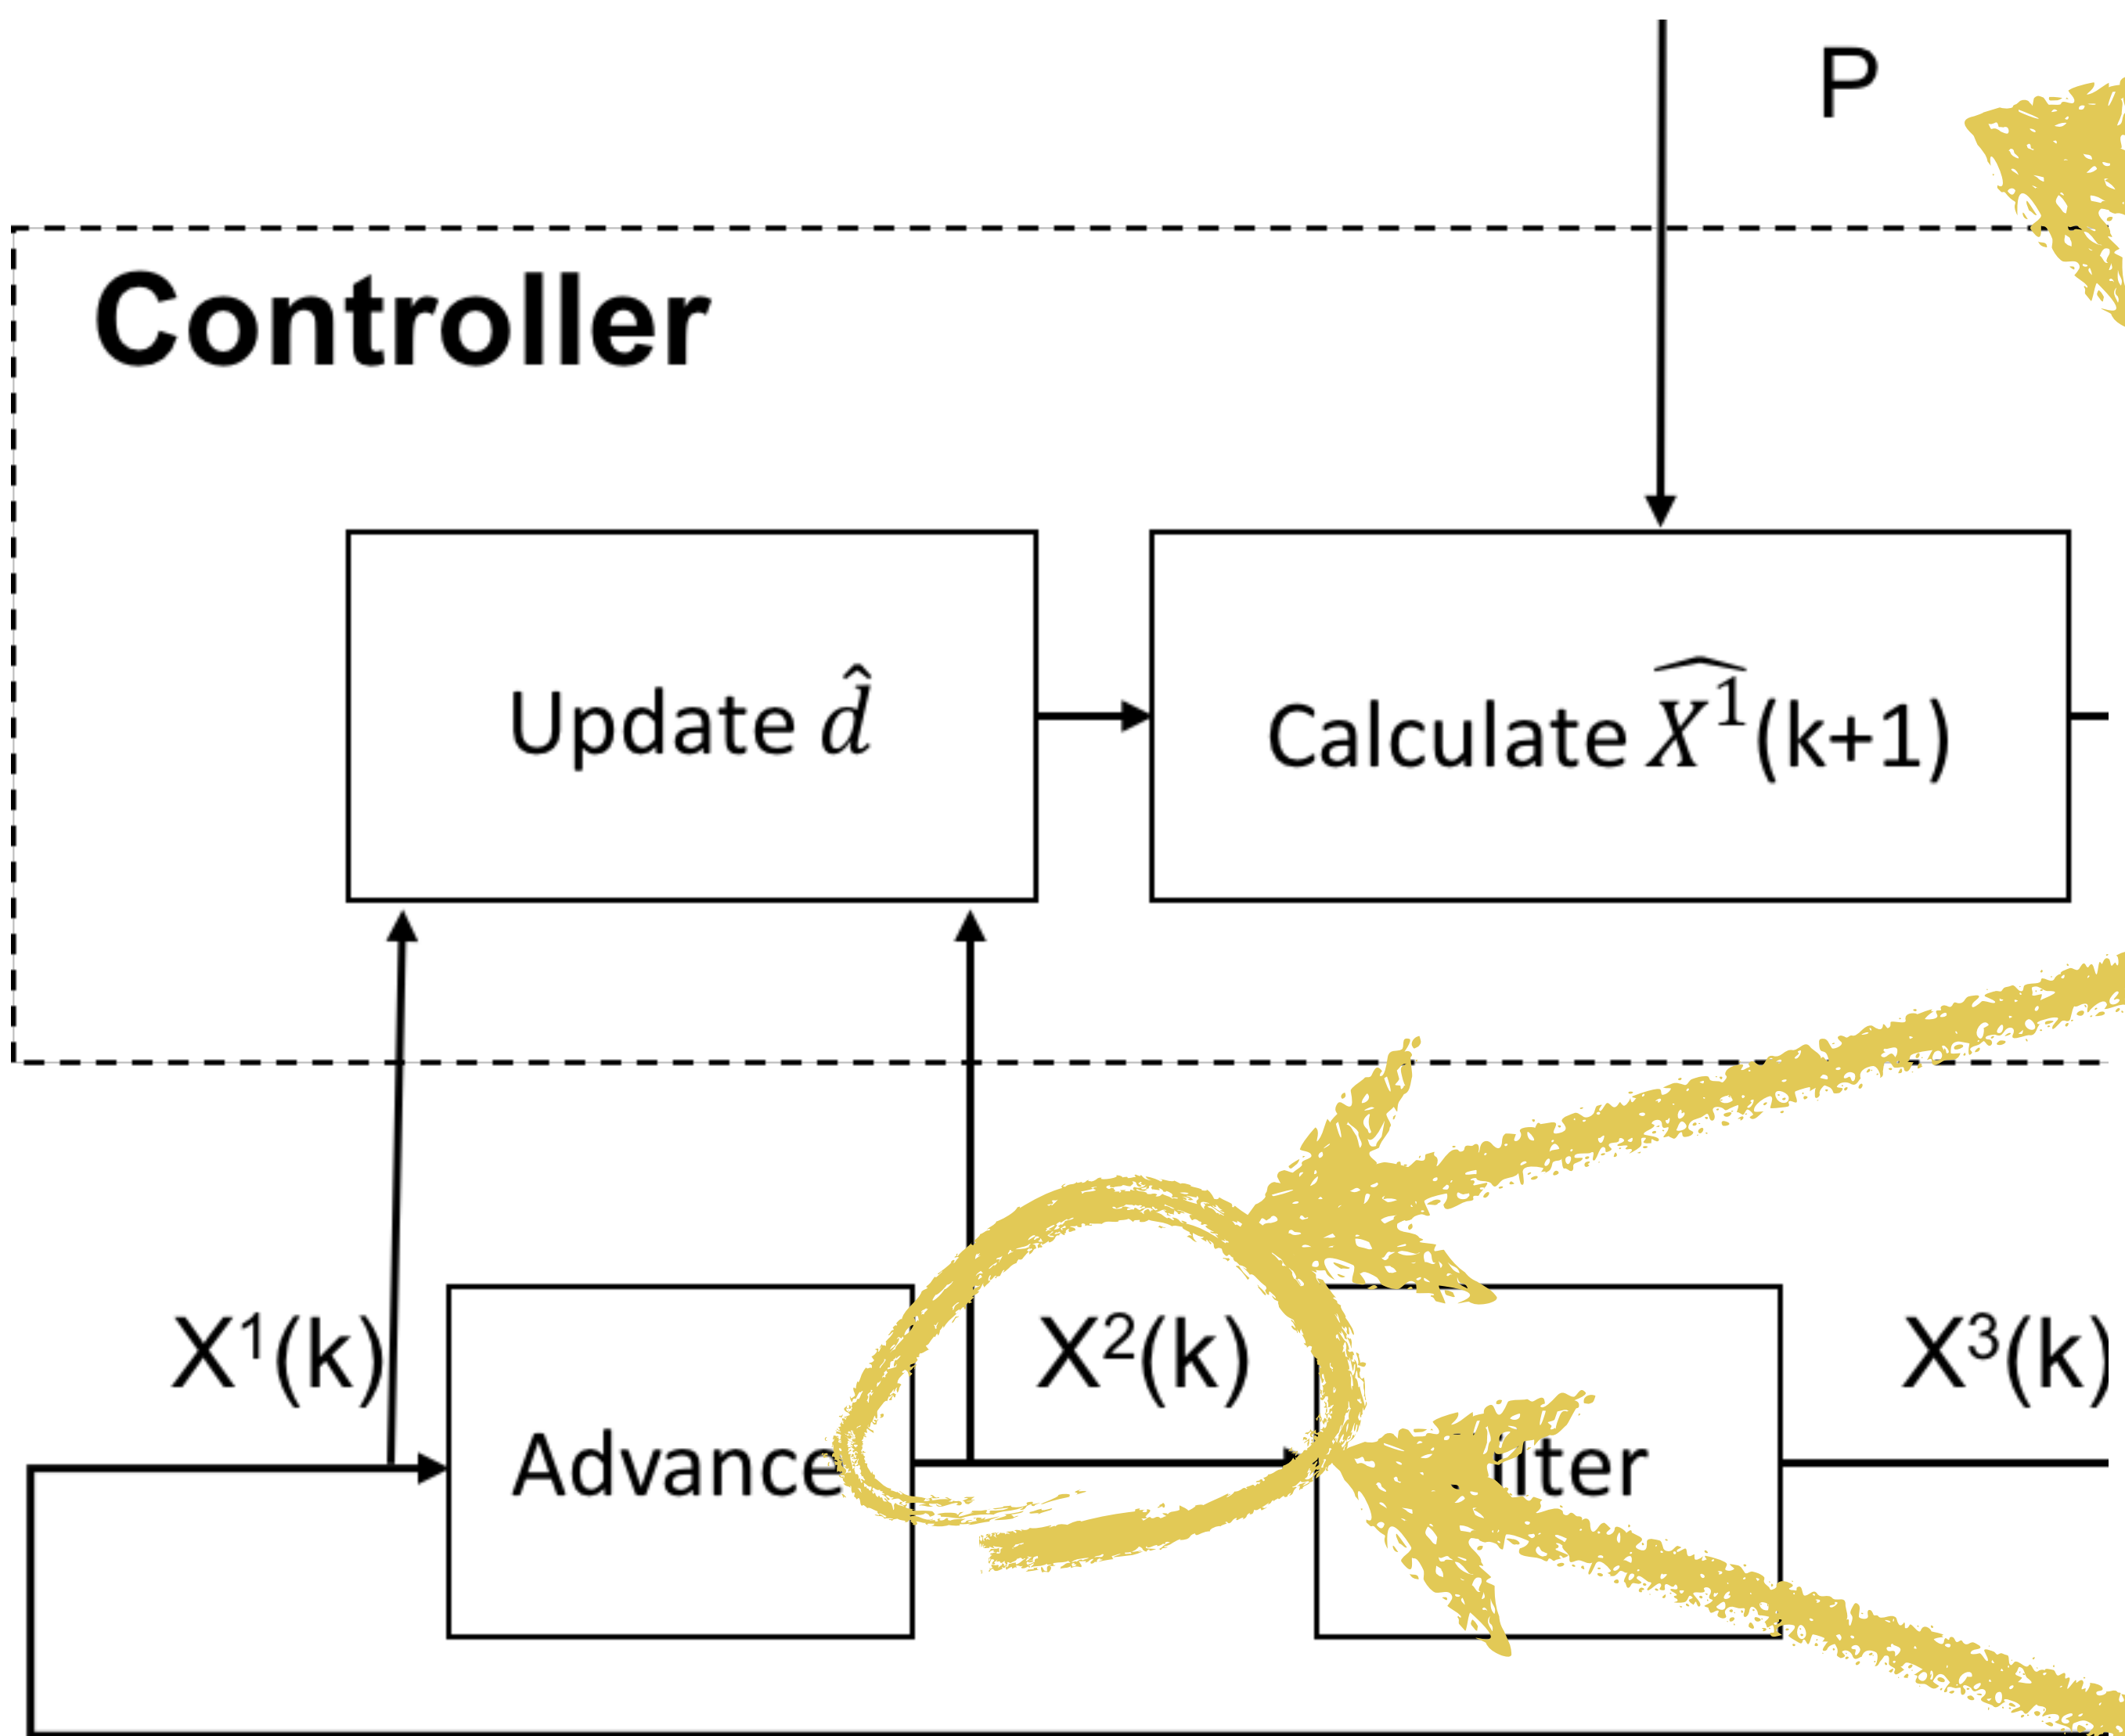 P
Controller
Update d̂
Calculate X̂¹(k+1)
X¹(k)
X²(k)
X³(k)
Advance